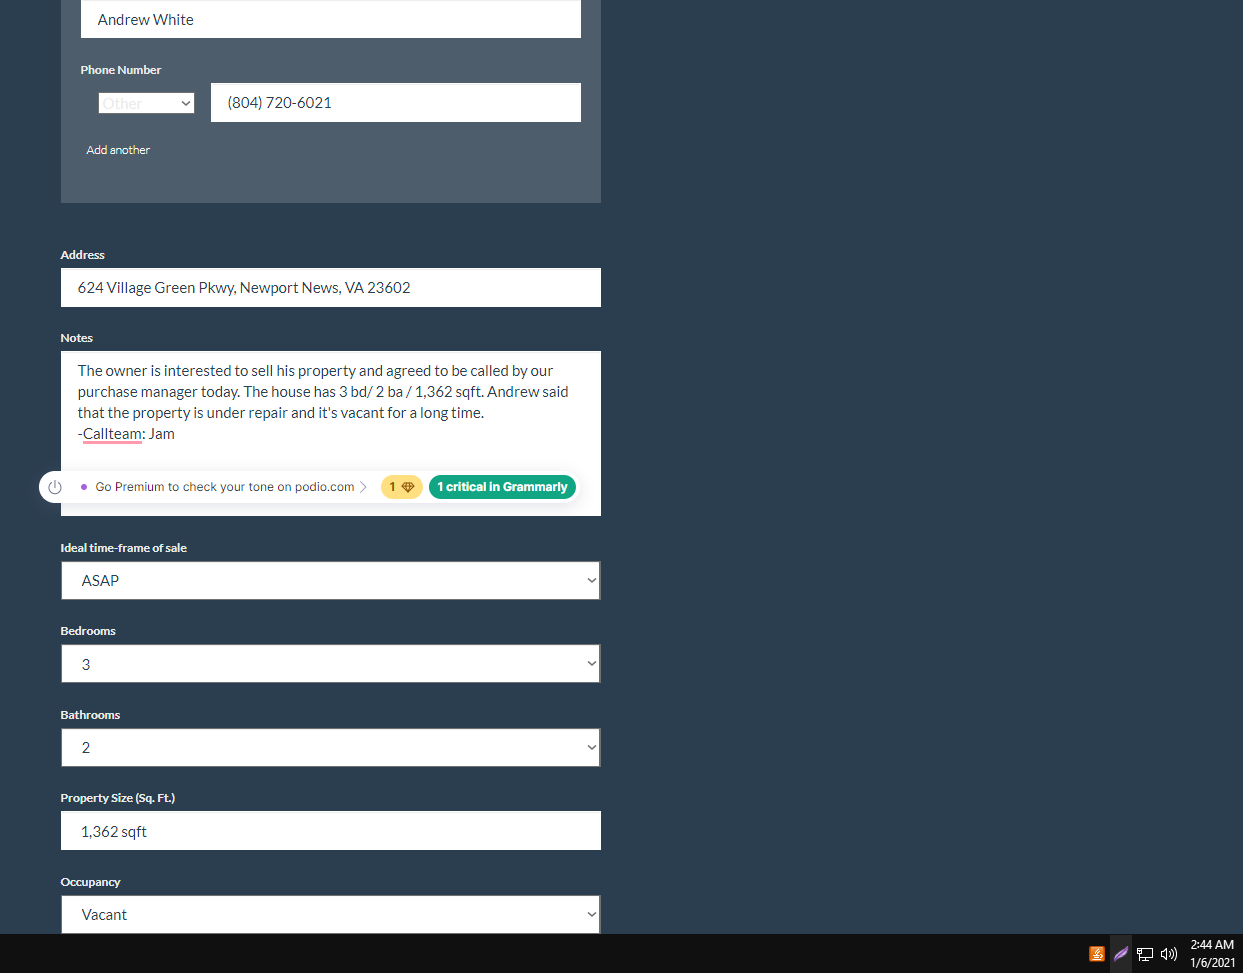 Andrew White
Phone Number
Other
(804) 720-6021
Add another
Address
624 Village Green Pkwy, Newport News, VA 23602
Notes
The owner is interested to sell his property and agreed to be called by our
purchase manager today. The house has 3 bd/ 2 ba / 1,362 sqft. Andrew said
that the property is under repair and it's vacant for a long time.
-Callteam: Jam
Go Premium to check your tone on podio.com
1
1 critical in Grammarly
Ideal time-frame of sale
ASAP
Bedrooms
3
Bathrooms
2
Property Size (Sq. Ft.)
1,362 sqft
Occupancy
Vacant
2:44 AM
1/6/2021